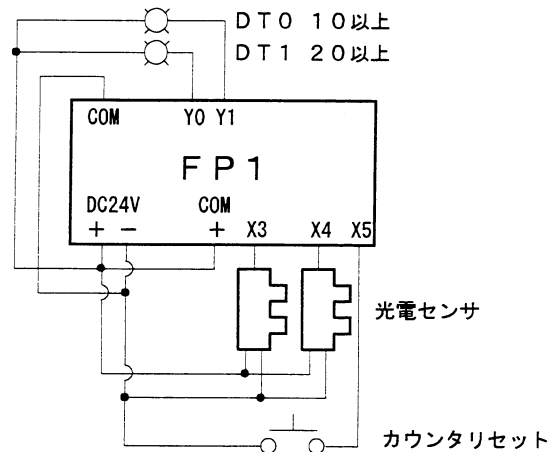 DT0 10以上
DT1 20以上
COM Y0 Y1
FP1
DC24V COM
+ - + X3 X4 X5
光電センサ
カウンタリセット